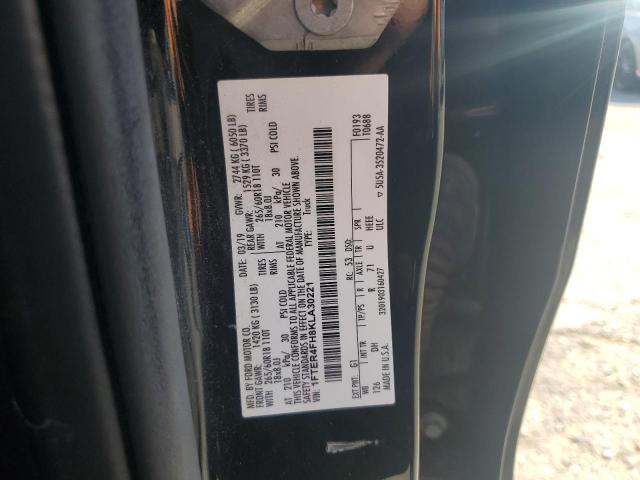 MFD. BY FORD MOTOR CO.
03/19 GVWR: 2744 KG ( 6050 LB)
FRONT GAWR: 1420 KG ( 3130 LB) REAR GAWR: 1529 KG ( 3370 LB)
WITH 265/60R18 110T TIRES WITH 265/60R18 110T TIRES
18x8.0J RIMS 18x8.0J RIMS
AT 210 kPa/ 30 PSI COLD AT 210 kPa/ 30 PSI COLD
THIS VEHICLE CONFORMS TO ALL APPLICABLE FEDERAL MOTOR VEHICLE
SAFETY STANDARDS IN EFFECT ON THE DATE OF MANUFACTURE SHOWN ABOVE.
VIN: 1FTER4FH8KLA30221 TYPE: Truck
F0193
T0688
EXT PNT: G1 RC: 53 DSO:
WB INT TR TP/PS R AXLE TR SPR
126 DH R 71 U HEEE
ULC
MADE IN U.S.A. 3201903160427 ▽ 5U5A-3520472-AA